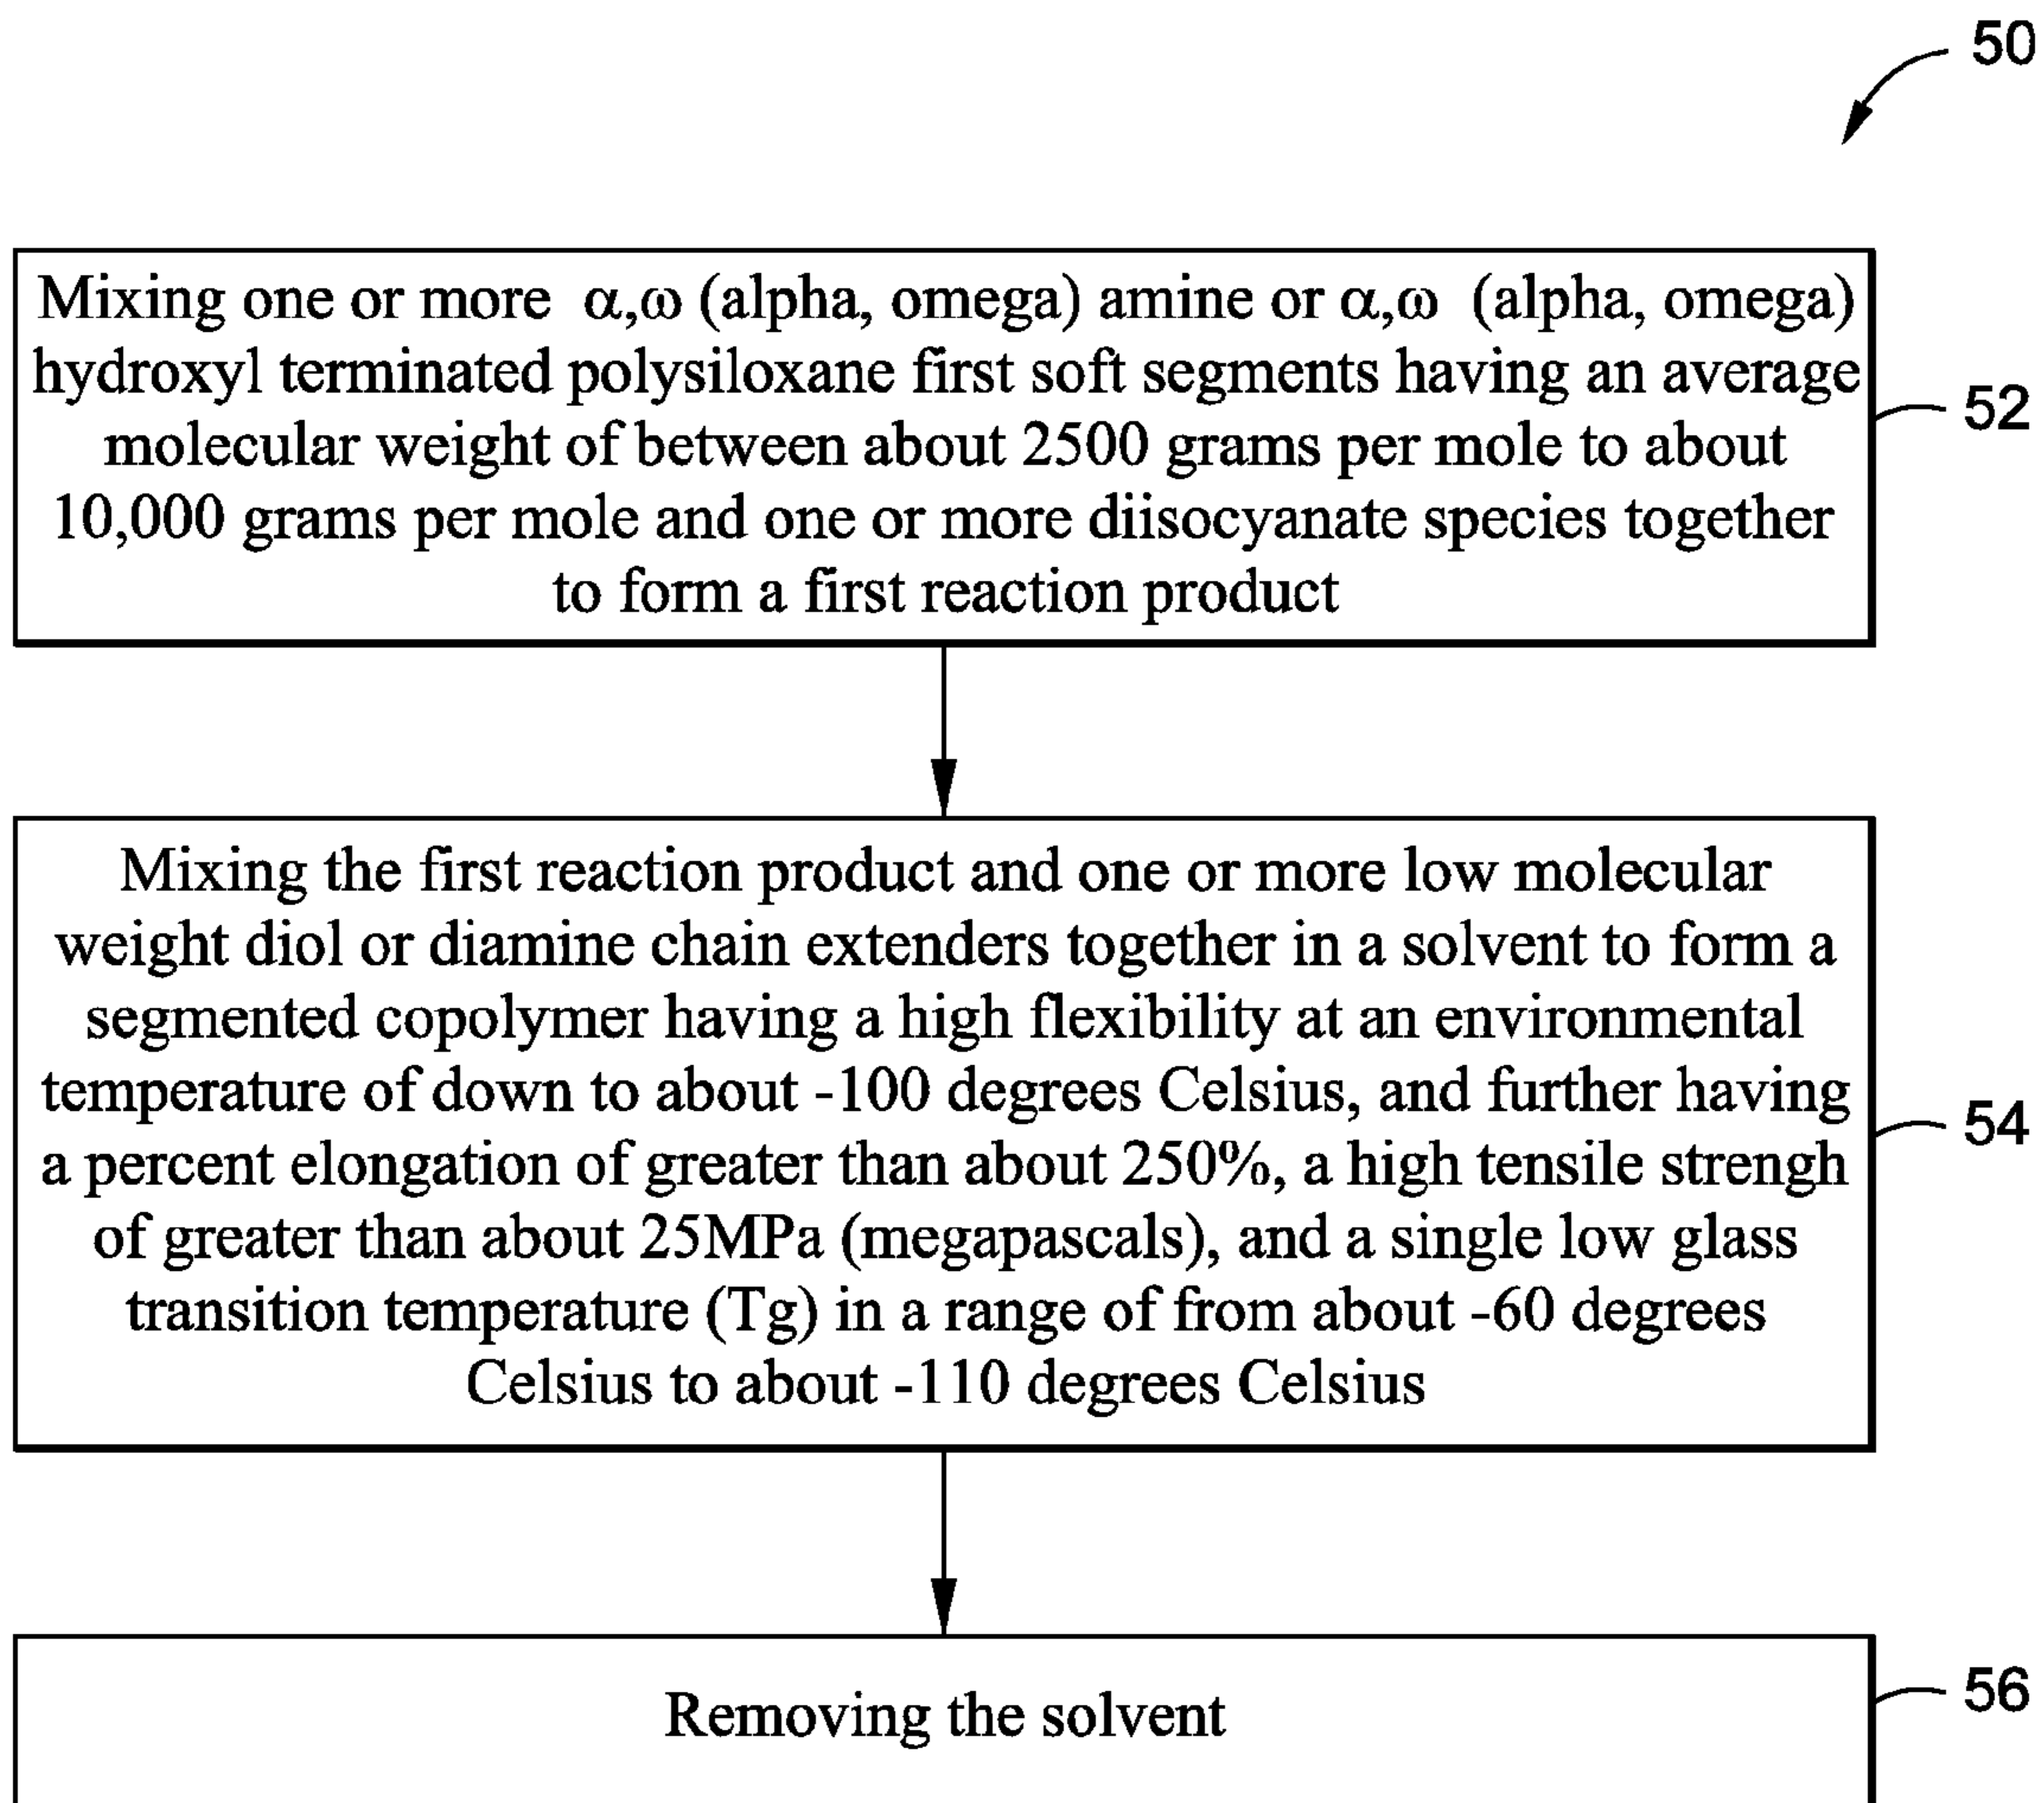 50
Mixing one or more α,ω (alpha, omega) amine or α,ω (alpha, omega)
hydroxyl terminated polysiloxane first soft segments having an average
molecular weight of between about 2500 grams per mole to about
10,000 grams per mole and one or more diisocyanate species together
to form a first reaction product
52
Mixing the first reaction product and one or more low molecular
weight diol or diamine chain extenders together in a solvent to form a
segmented copolymer having a high flexibility at an environmental
temperature of down to about -100 degrees Celsius, and further having
a percent elongation of greater than about 250%, a high tensile strengh
of greater than about 25MPa (megapascals), and a single low glass
transition temperature (Tg) in a range of from about -60 degrees
Celsius to about -110 degrees Celsius
54
Removing the solvent
56